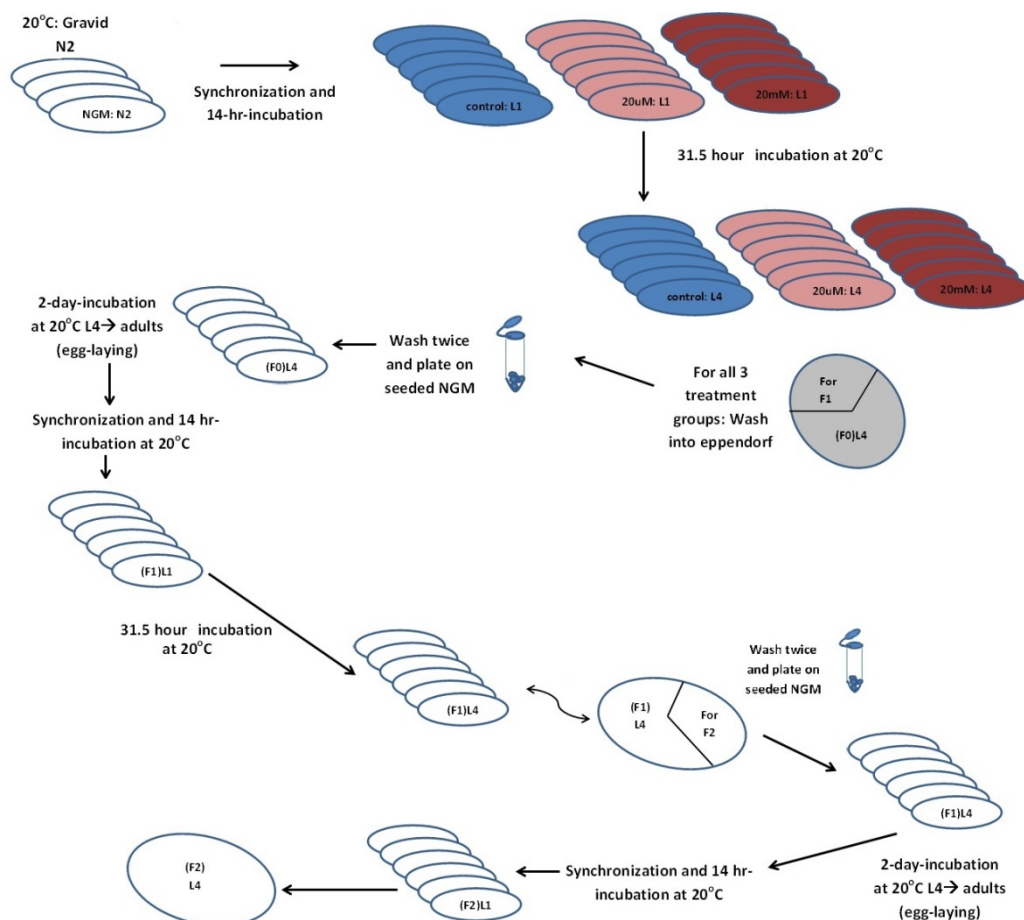 20°C: Gravid
N2
NGM: N2
Synchronization and
14-hr-incubation
control: L1
20uM: L1
20mM: L1
31.5 hour incubation at 20°C
control: L4
20uM: L4
20mM: L4
For all 3
treatment
groups: Wash
into eppendorf
For
F1
(F0)L4
Wash twice
and plate on
seeded NGM
(F0)L4
2-day-incubation
at 20°C L4→ adults
(egg-laying)
Synchronization and 14 hr-
incubation at 20°C
(F1)L1
31.5 hour incubation
at 20°C
(F1)L4
(F1)
L4
For
F2
Wash twice
and plate on
seeded NGM
(F1)L4
2-day-incubation
at 20°C L4→ adults
(egg-laying)
Synchronization and 14 hr-
incubation at 20°C
(F2)L1
(F2)
L4